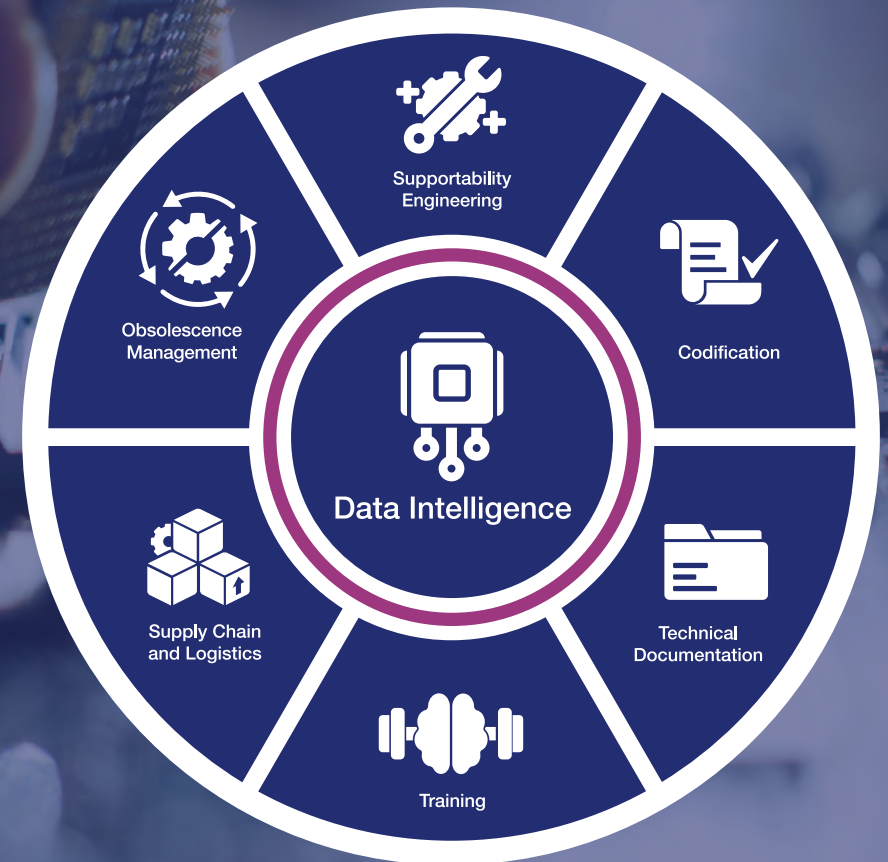 Supportability
Engineering
Codification
Technical
Documentation
Training
Supply Chain
and Logistics
Obsolescence
Management
Data Intelligence